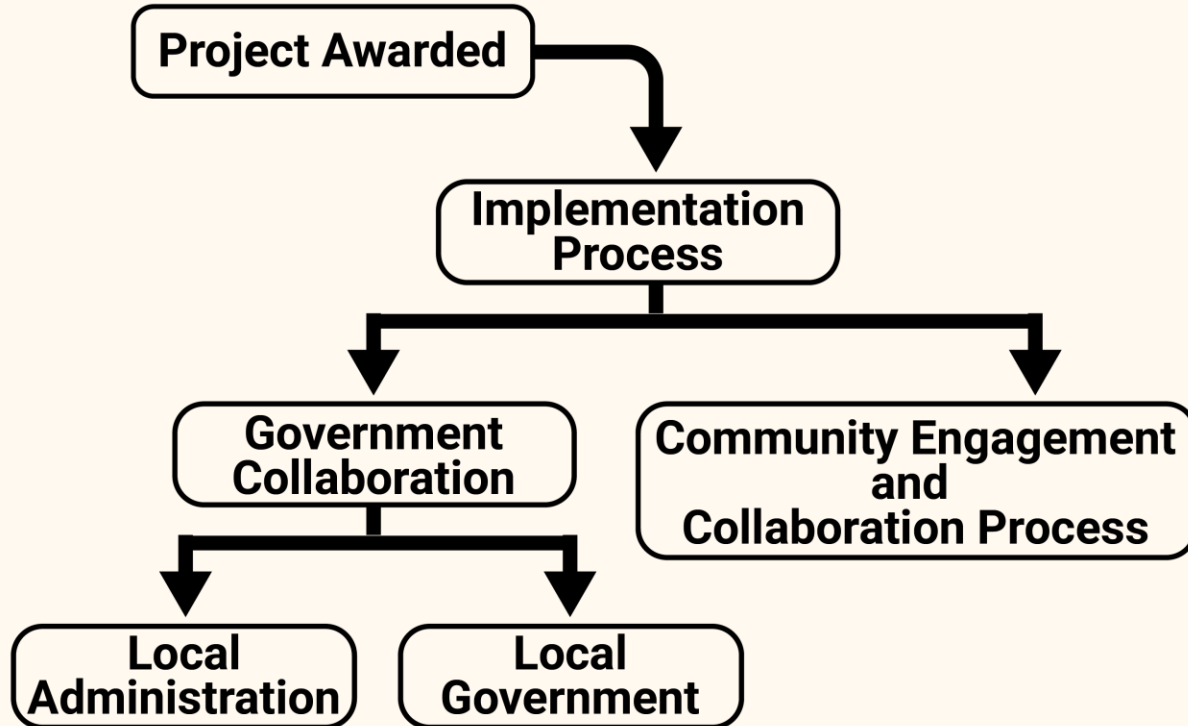 Project Awarded
Implementation
Process
Government
Collaboration
Community Engagement
and
Collaboration Process
Local
Administration
Local
Government